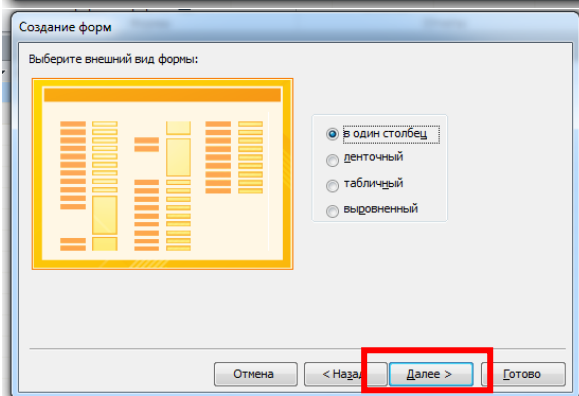 Создание форм
Выберите внешний вид формы:
в один столбец
ленточный
табличный
выровненный
Отмена
< Назад
Далее >
Готово